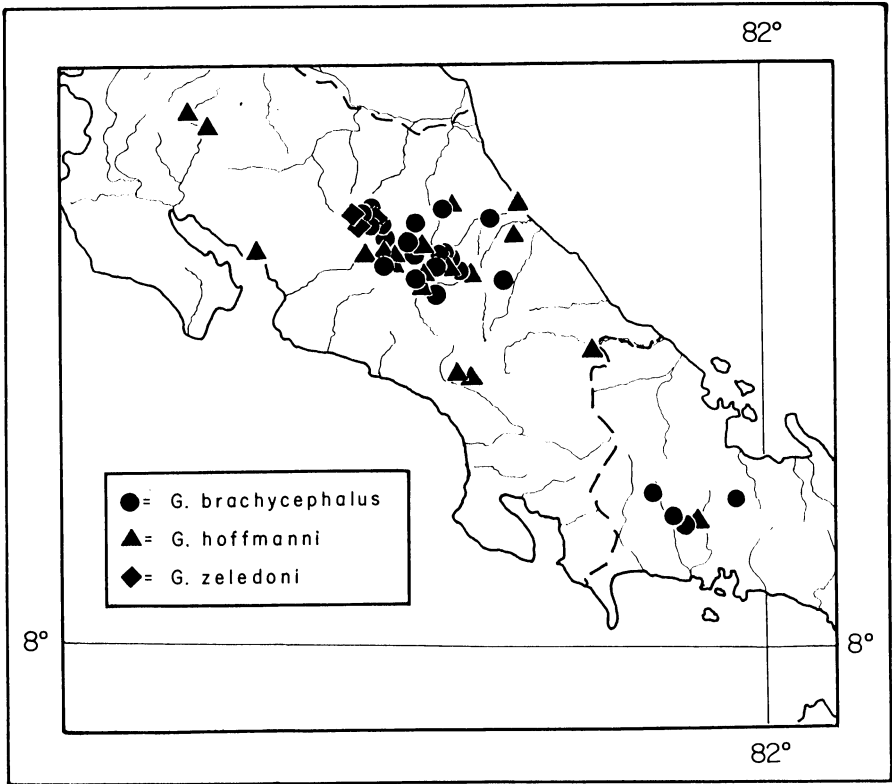 82°
●= G. brachycephalus
▲= G. hoffmanni
◆= G. zeledoni
8° 8°
82°